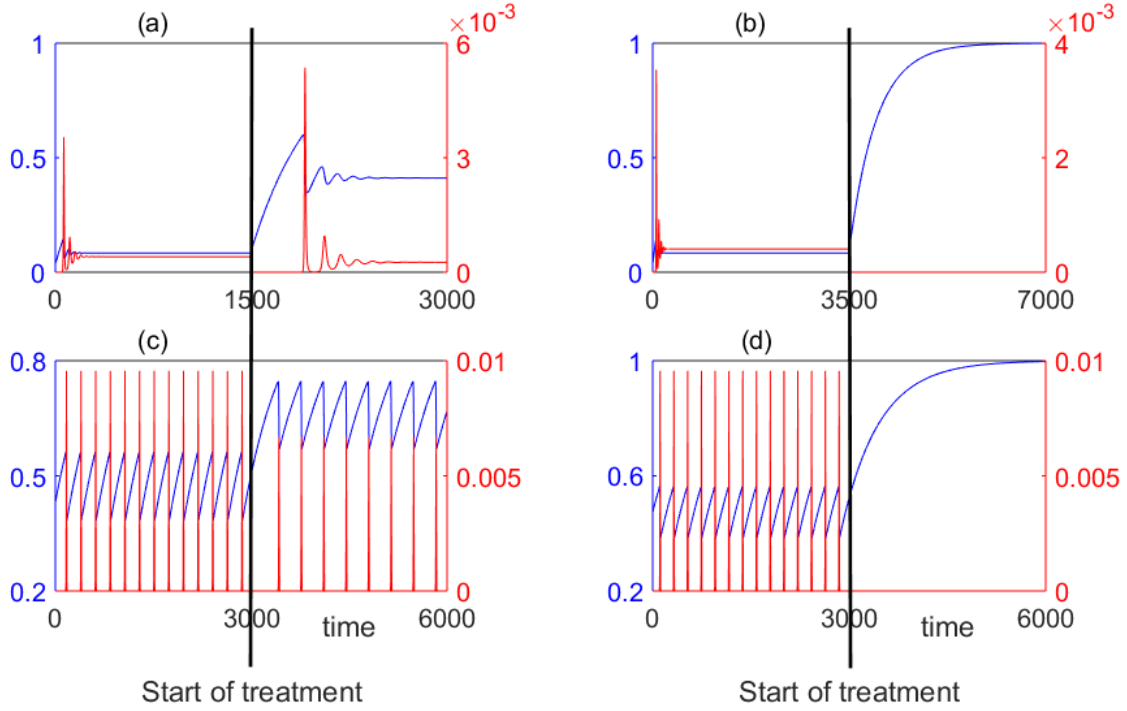 (a) ×10⁻³ (b) ×10⁻³
1 6 1 4
0.5 3 0.5 2
0 0 0 0
0 1500 3000 0 3500 7000
(c) (d)
0.8 0.01 1 0.01
0.5 0.005 0.6 0.005
0.2 0 0.2 0
0 3000 time 6000 0 3000 time 6000
Start of treatment Start of treatment